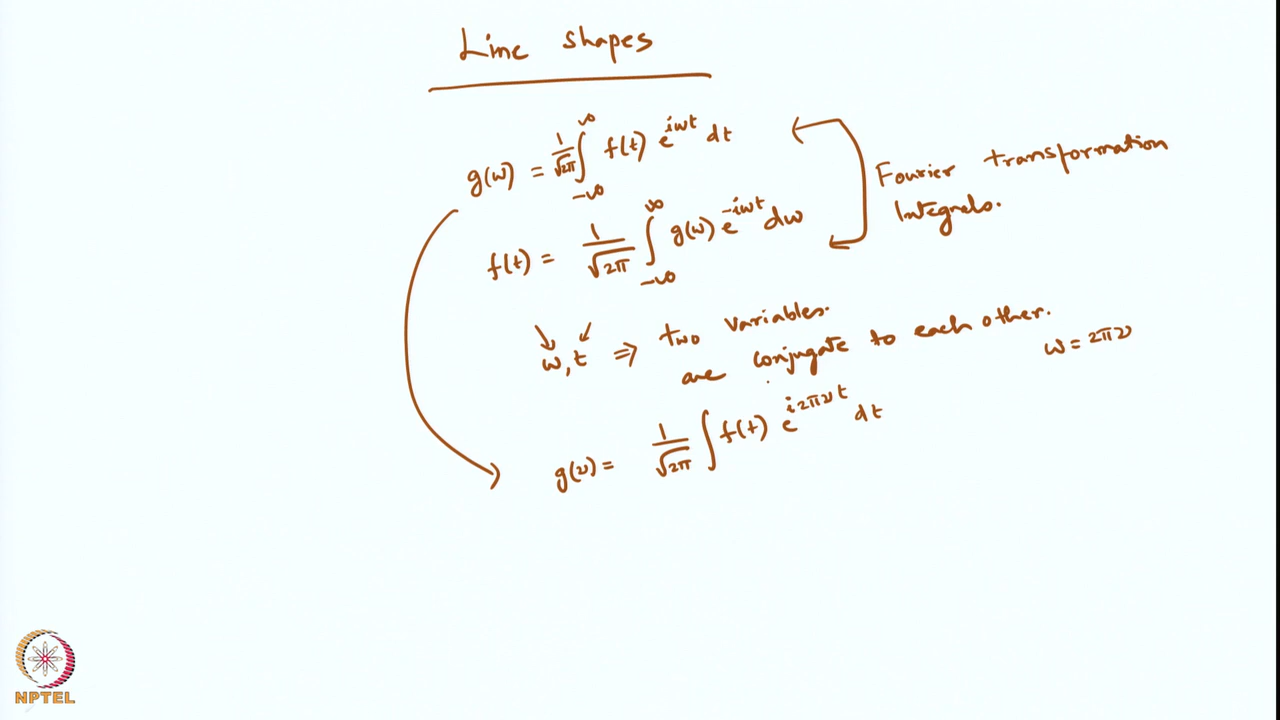 Line shapes
g(ω) = 1/√2π ∫_{-∞}^{∞} f(t) e^{iωt} dt
Fourier transformation
Integrals.
f(t) = 1/√2π ∫_{-∞}^{∞} g(ω) e^{-iωt} dω
ω, t ⇒ two variables.
are conjugate to each other.
ω = 2πν
g(ν) = 1/√2π ∫ f(t) e^{i2πνt} dt
NPTEL